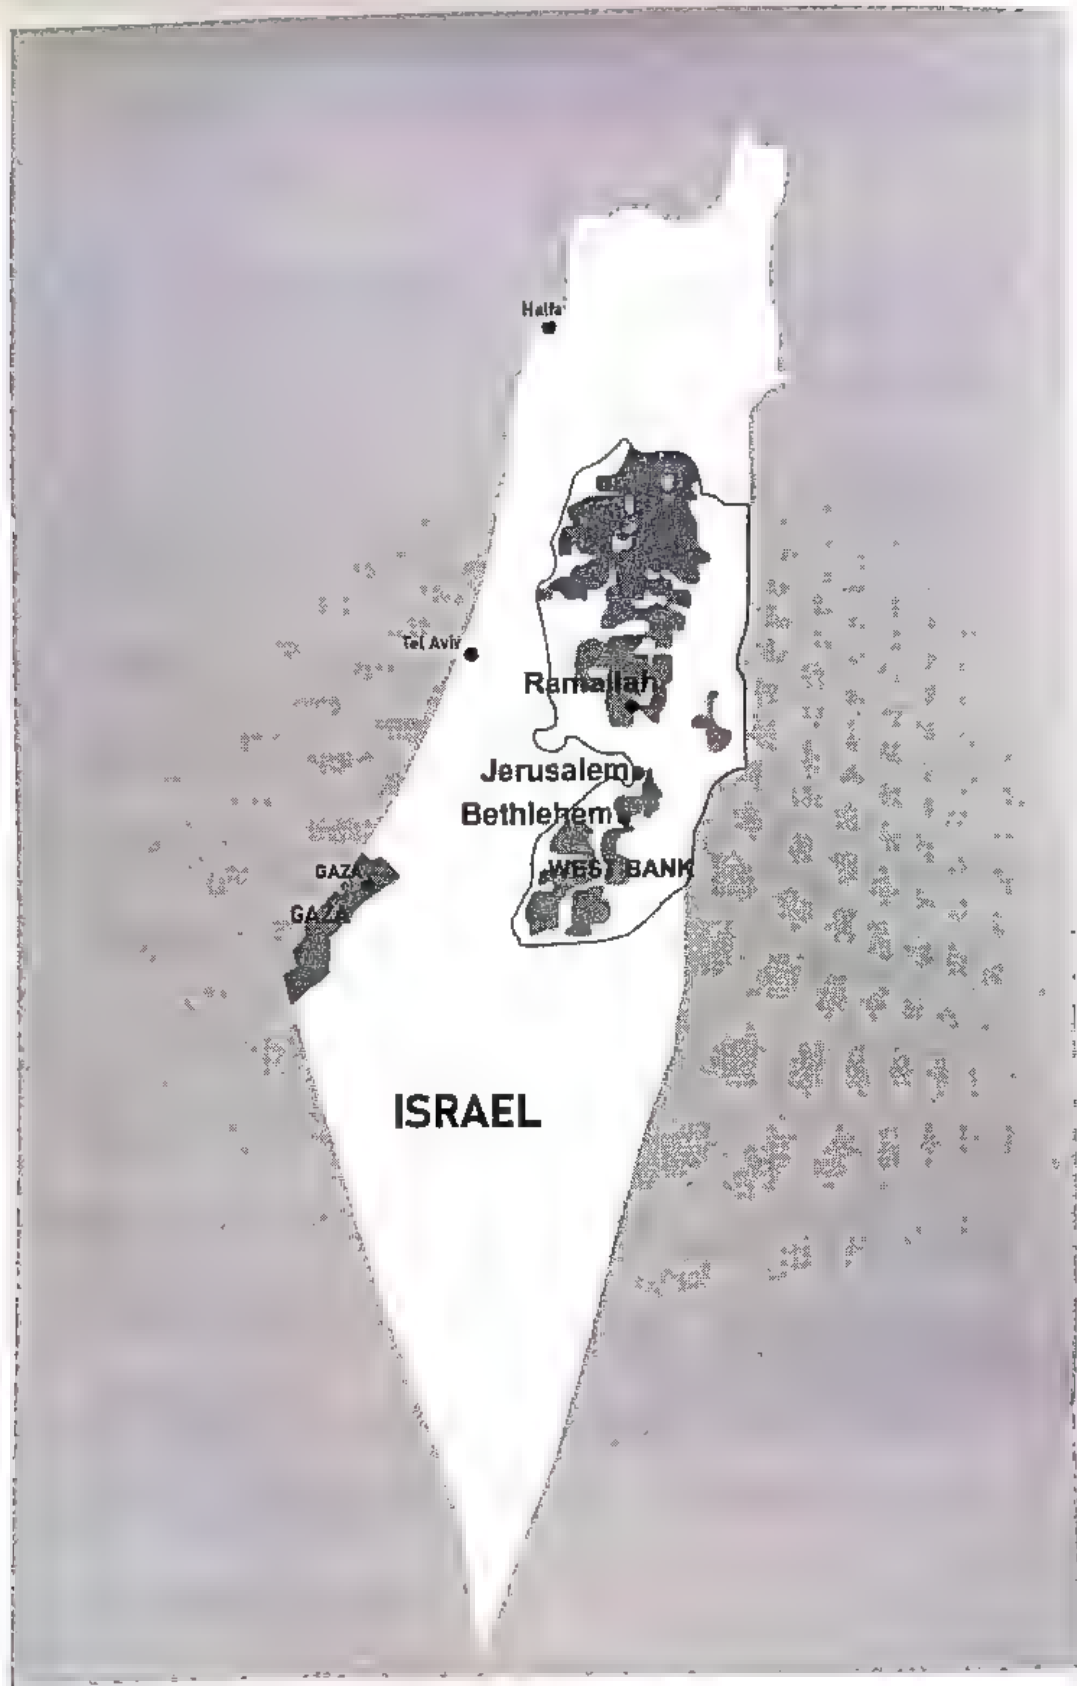 Haifa
Tel Aviv
Ramallah
Jerusalem
Bethlehem
WEST BANK
GAZA
GAZA
ISRAEL